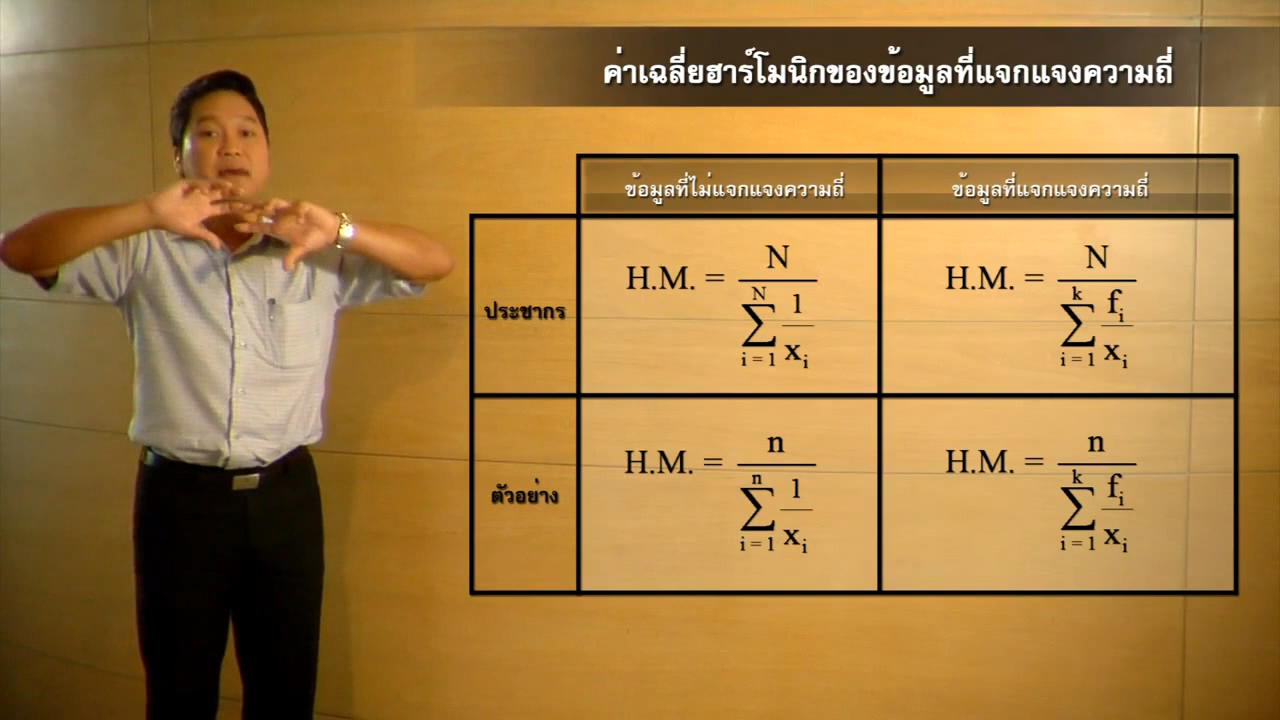 ค่าเฉลี่ยฮาร์โมนิกของข้อมูลที่แจกแจงความถี่
ข้อมูลที่ไม่แจกแจงความถี่ ข้อมูลที่แจกแจงความถี่
ประชากร H.M. = N / ∑_{i = 1}^{N} 1/x_i H.M. = N / ∑_{i = 1}^{k} f_i/x_i
ตัวอย่าง H.M. = n / ∑_{i = 1}^{n} 1/x_i H.M. = n / ∑_{i = 1}^{k} f_i/x_i